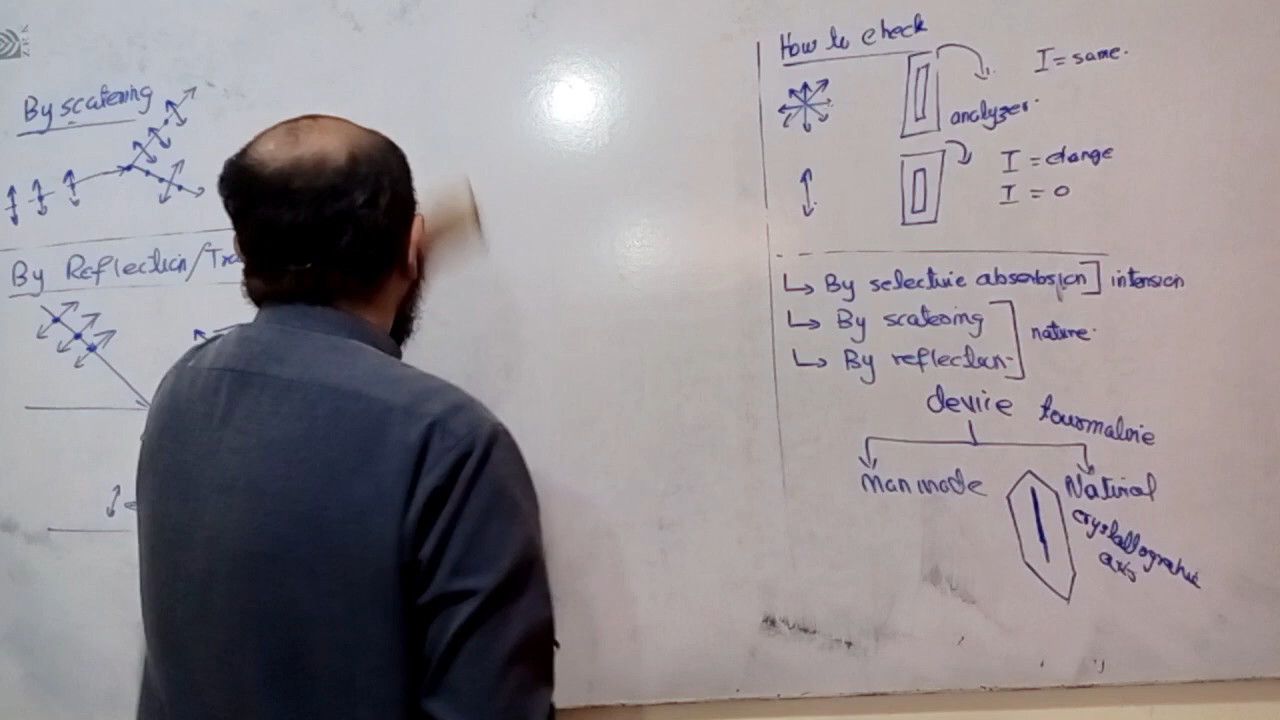 By scatering
By Reflection/Tra
How to check
I = same.
analyzer.
I = change
I = 0
↳ By selective absorbsion] intension
↳ By scatering
↳ By reflection
nature.
device tourmaline
Man made
Natural
crystallographic
axis